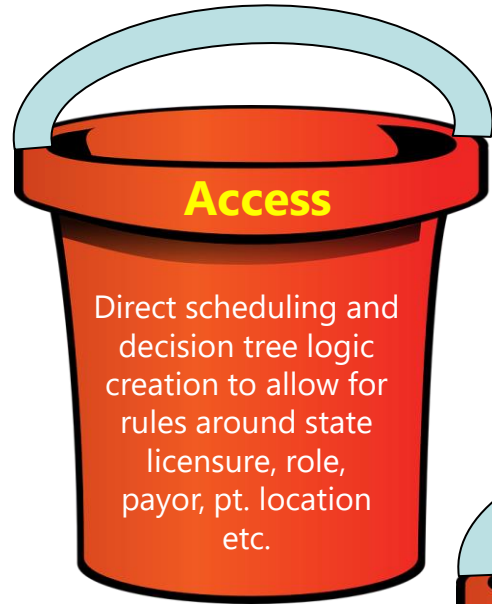 Access
Direct scheduling and
decision tree logic
creation to allow for
rules around state
licensure, role,
payor, pt. location
etc.